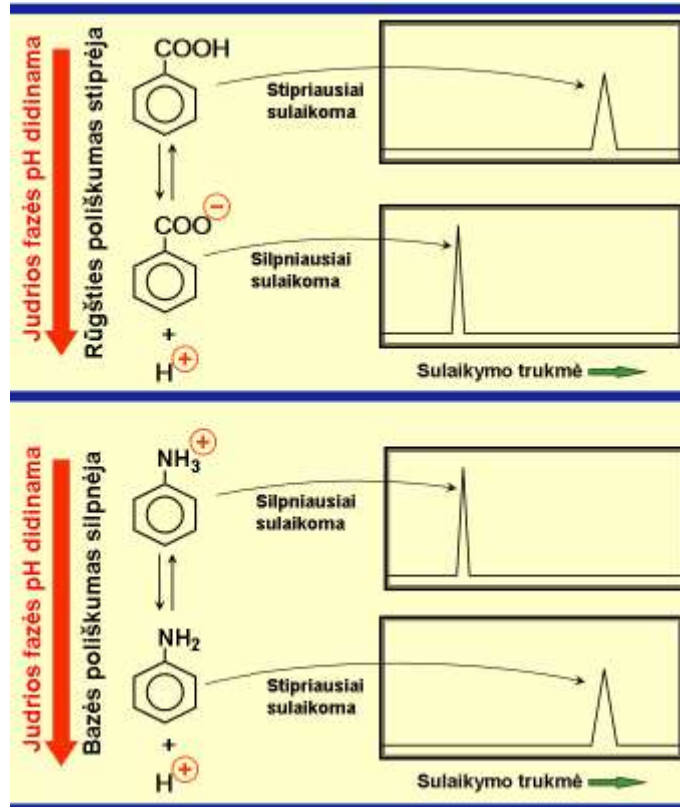 Judrios fazės pH didinama
Rūgšties poliškumas stiprėja
COOH
Stipriausiai
sulaikoma
COO⊖
Silpniausiai
sulaikoma
+
H⊕
Sulaikymo trukmė
Judrios fazės pH didinama
Bazės poliškumas silpnėja
NH₃⊕
Silpniausiai
sulaikoma
NH₂
Stipriausiai
sulaikoma
+
H⊕
Sulaikymo trukmė